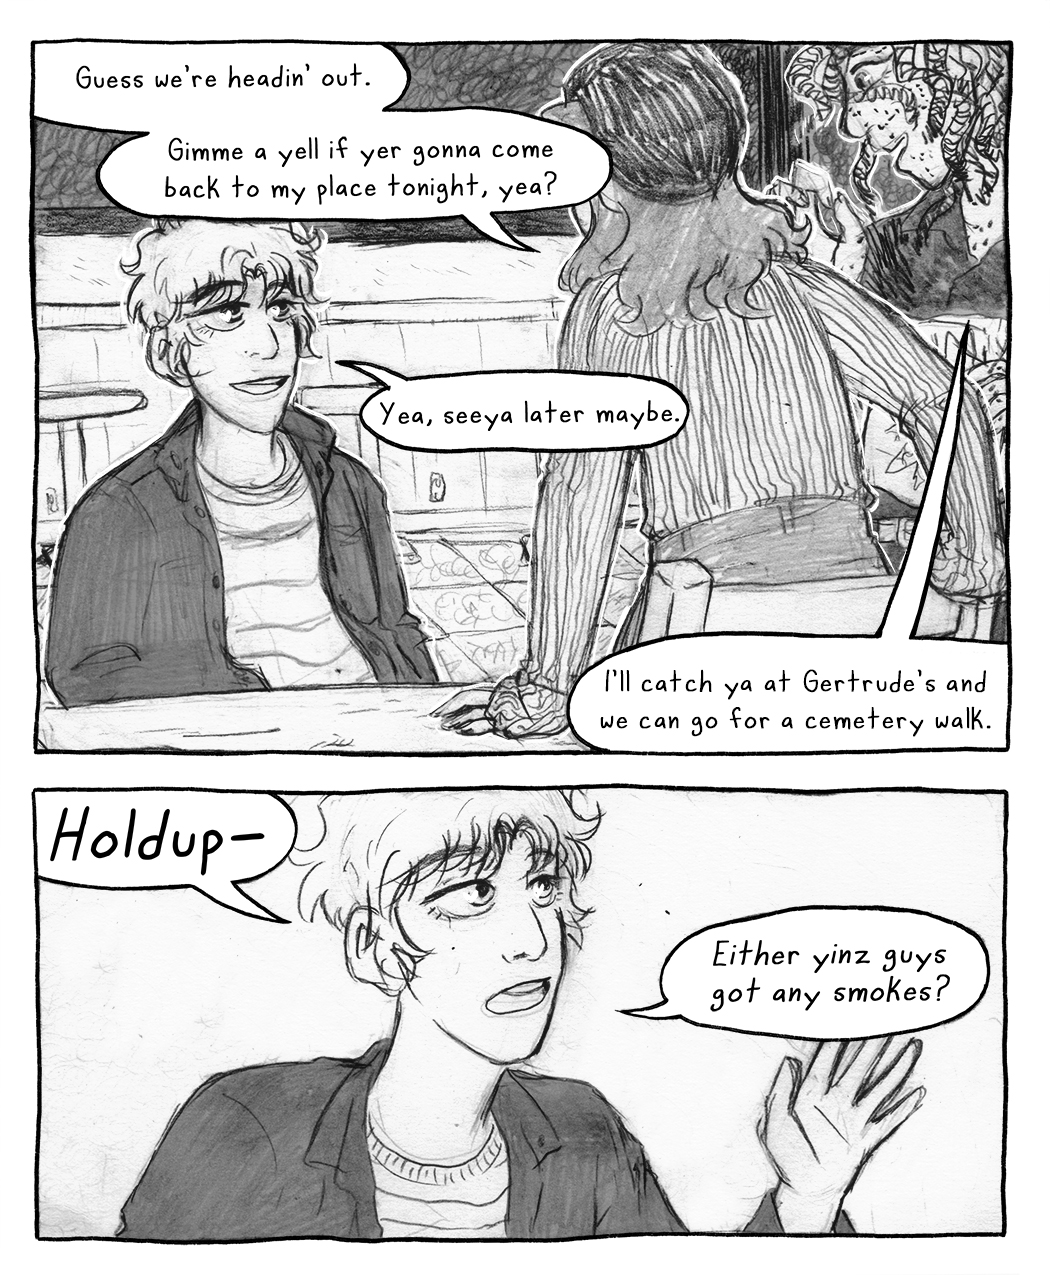 Guess we're headin' out.
Gimme a yell if yer gonna come
back to my place tonight, yea?
Yea, seeya later maybe.
I'll catch ya at Gertrude's and
we can go for a cemetery walk.
Holdup-
Either yinz guys
got any smokes?